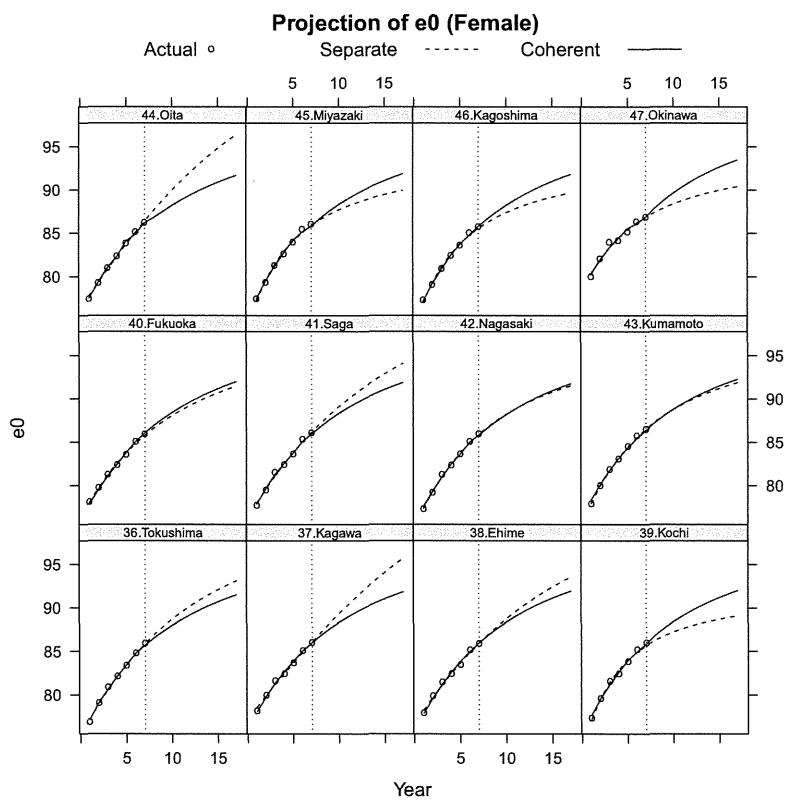 Projection of e0 (Female)
Actual Separate Coherent
5 10 15 5 10 15
44.Oita 45.Miyazaki 46.Kagoshima 47.Okinawa
95
90
85
80
40.Fukuoka 41.Saga 42.Nagasaki 43.Kumamoto
95
90
85
80
e0
36.Tokushima 37.Kagawa 38.Ehime 39.Kochi
95
90
85
80
5 10 15 5 10 15
Year